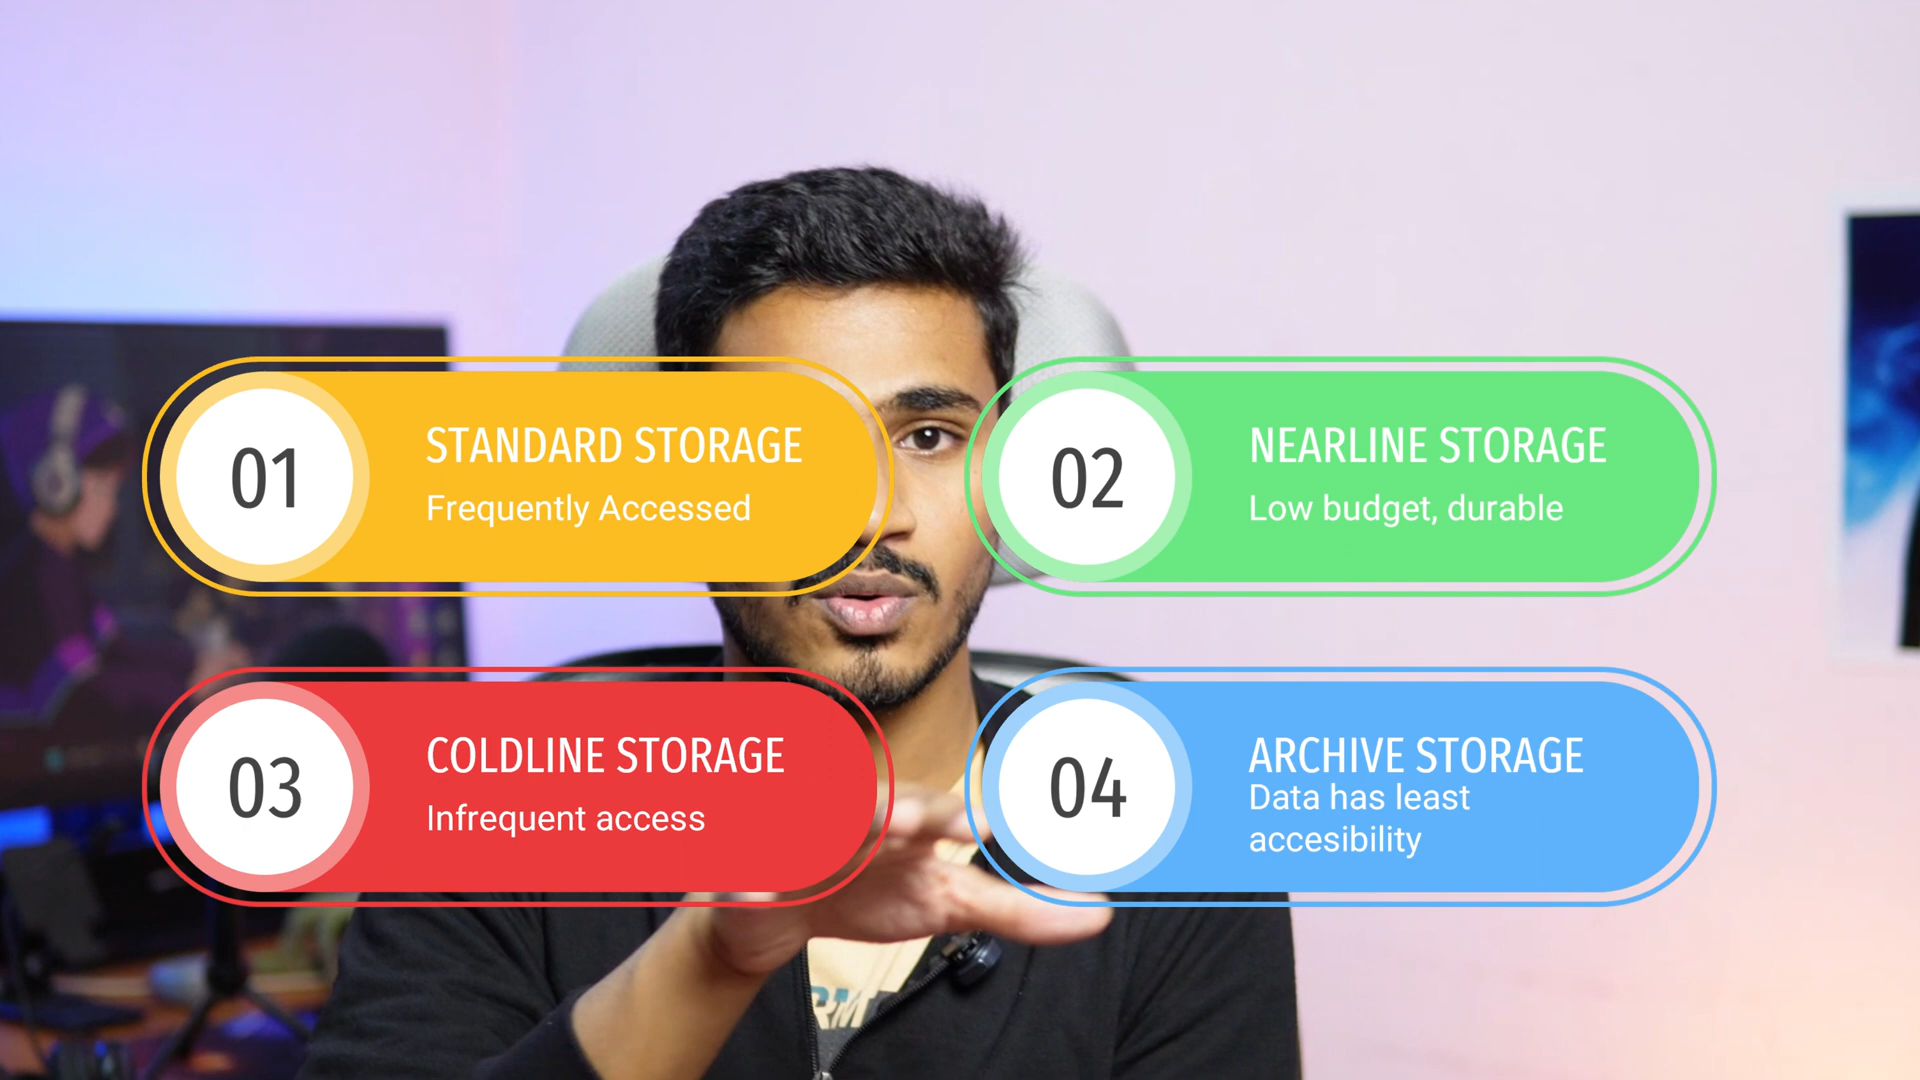 01
STANDARD STORAGE
Frequently Accessed
02
NEARLINE STORAGE
Low budget, durable
03
COLDLINE STORAGE
Infrequent access
04
ARCHIVE STORAGE
Data has least
accesibility